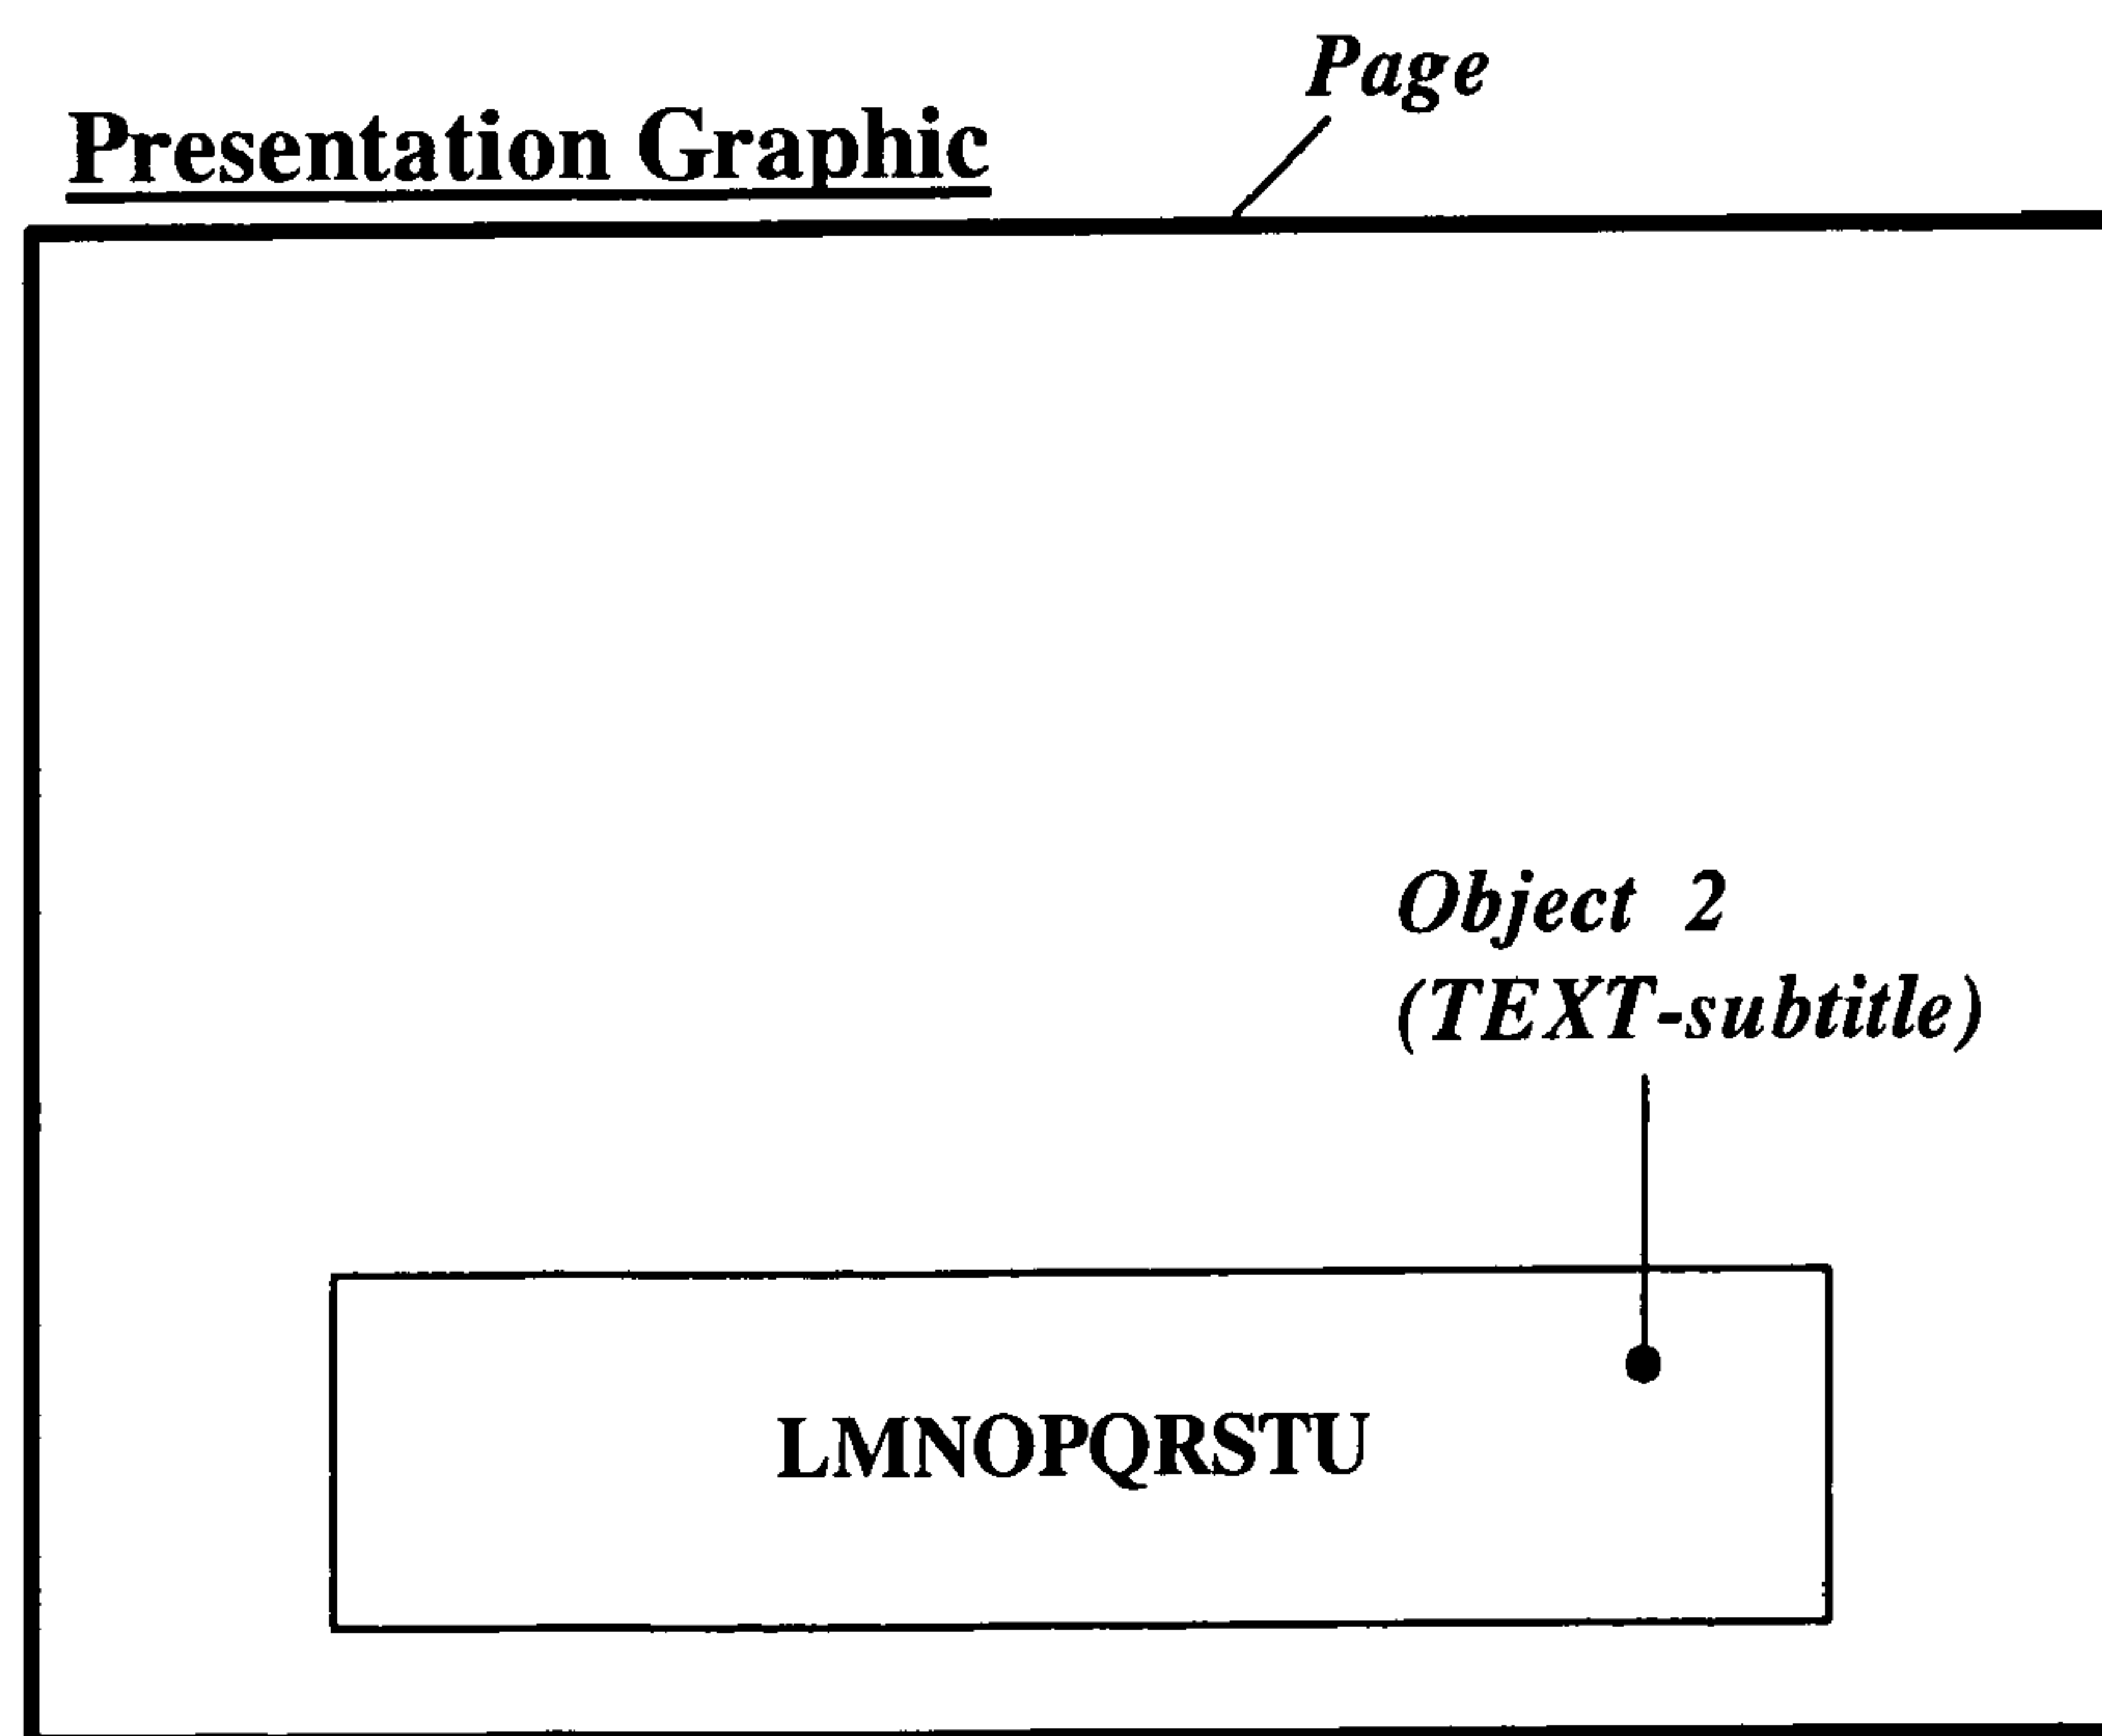 Page
Presentation Graphic
Object 2
(TEXT-subtitle)
LMNOPQRSTU